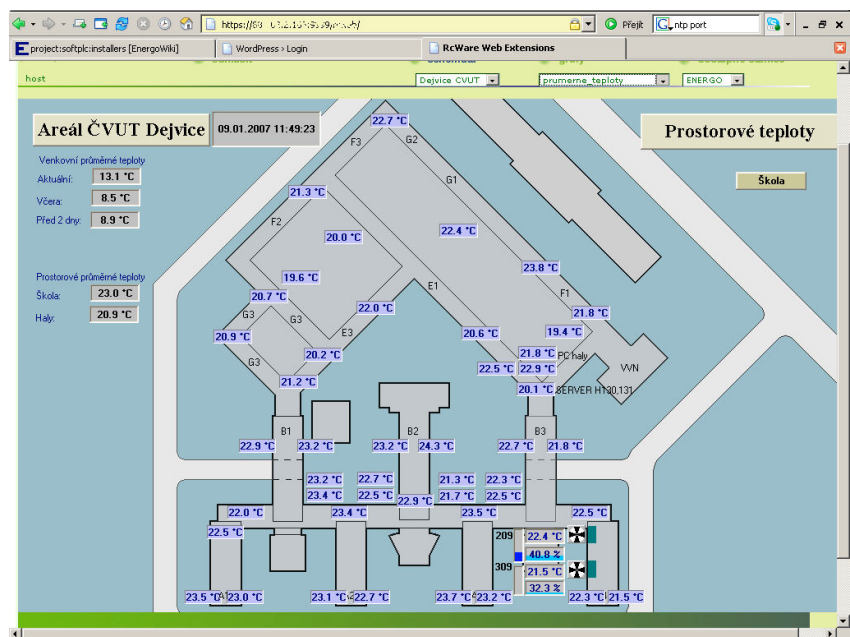 Přejít
ntp port
project:softplc:installers [EnergoWiki]
WordPress › Login
RcWare Web Extensions
host
Dejvice CVUT
prumerne_teploty
ENERGO
Areál ČVUT Dejvice
09.01.2007 11:49:23
Prostorové teploty
Škola
Venkovní průměrné teploty
Aktuální: 13.1 °C
Včera: 8.5 °C
Před 2 dny: 8.9 °C
Prostorové průměrné teploty
Škola: 23.0 °C
Haly: 20.9 °C
22.7 °C
F3
G2
G1
21.3 °C
F2
20.0 °C
22.4 °C
19.6 °C
23.8 °C
20.7 °C
E1
F1
22.0 °C
21.8 °C
G3
G3
20.9 °C
E3
20.6 °C
19.4 °C
20.2 °C
21.8 °C PC haly
G3
22.5 °C
22.9 °C
VVN
21.2 °C
20.1 °C
SERVER H130,131
B1
B2
B3
22.9 °C
23.2 °C
23.2 °C
24.3 °C
22.7 °C
21.8 °C
23.2 °C
22.7 °C
21.3 °C
22.3 °C
23.4 °C
22.5 °C
21.7 °C
22.5 °C
22.9 °C
22.0 °C
23.4 °C
23.5 °C
22.5 °C
22.5 °C
209
22.4 °C
40.8 %
309
21.5 °C
32.3 %
23.5 °C
23.0 °C
23.1 °C
22.7 °C
23.7 °C
23.2 °C
22.3 °C
21.5 °C